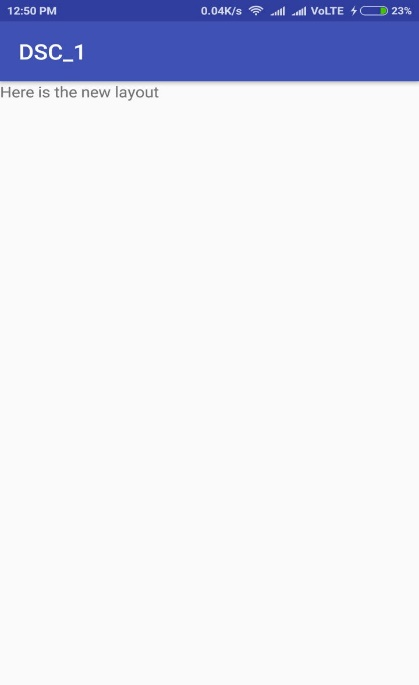 12:50 PM 0.04K/s VoLTE 23%
DSC_1
Here is the new layout